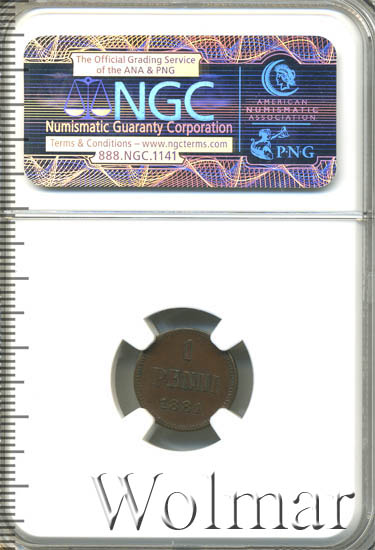 The Official Grading Service
of the ANA & PNG
NGC
Numismatic Guaranty Corporation
Terms & Conditions – www.ngcterms.com
888.NGC.1141
AMERICAN
NUMISMATIC
ASSOCIATION
P·N·G
1
PENNI
1881
Wolmar